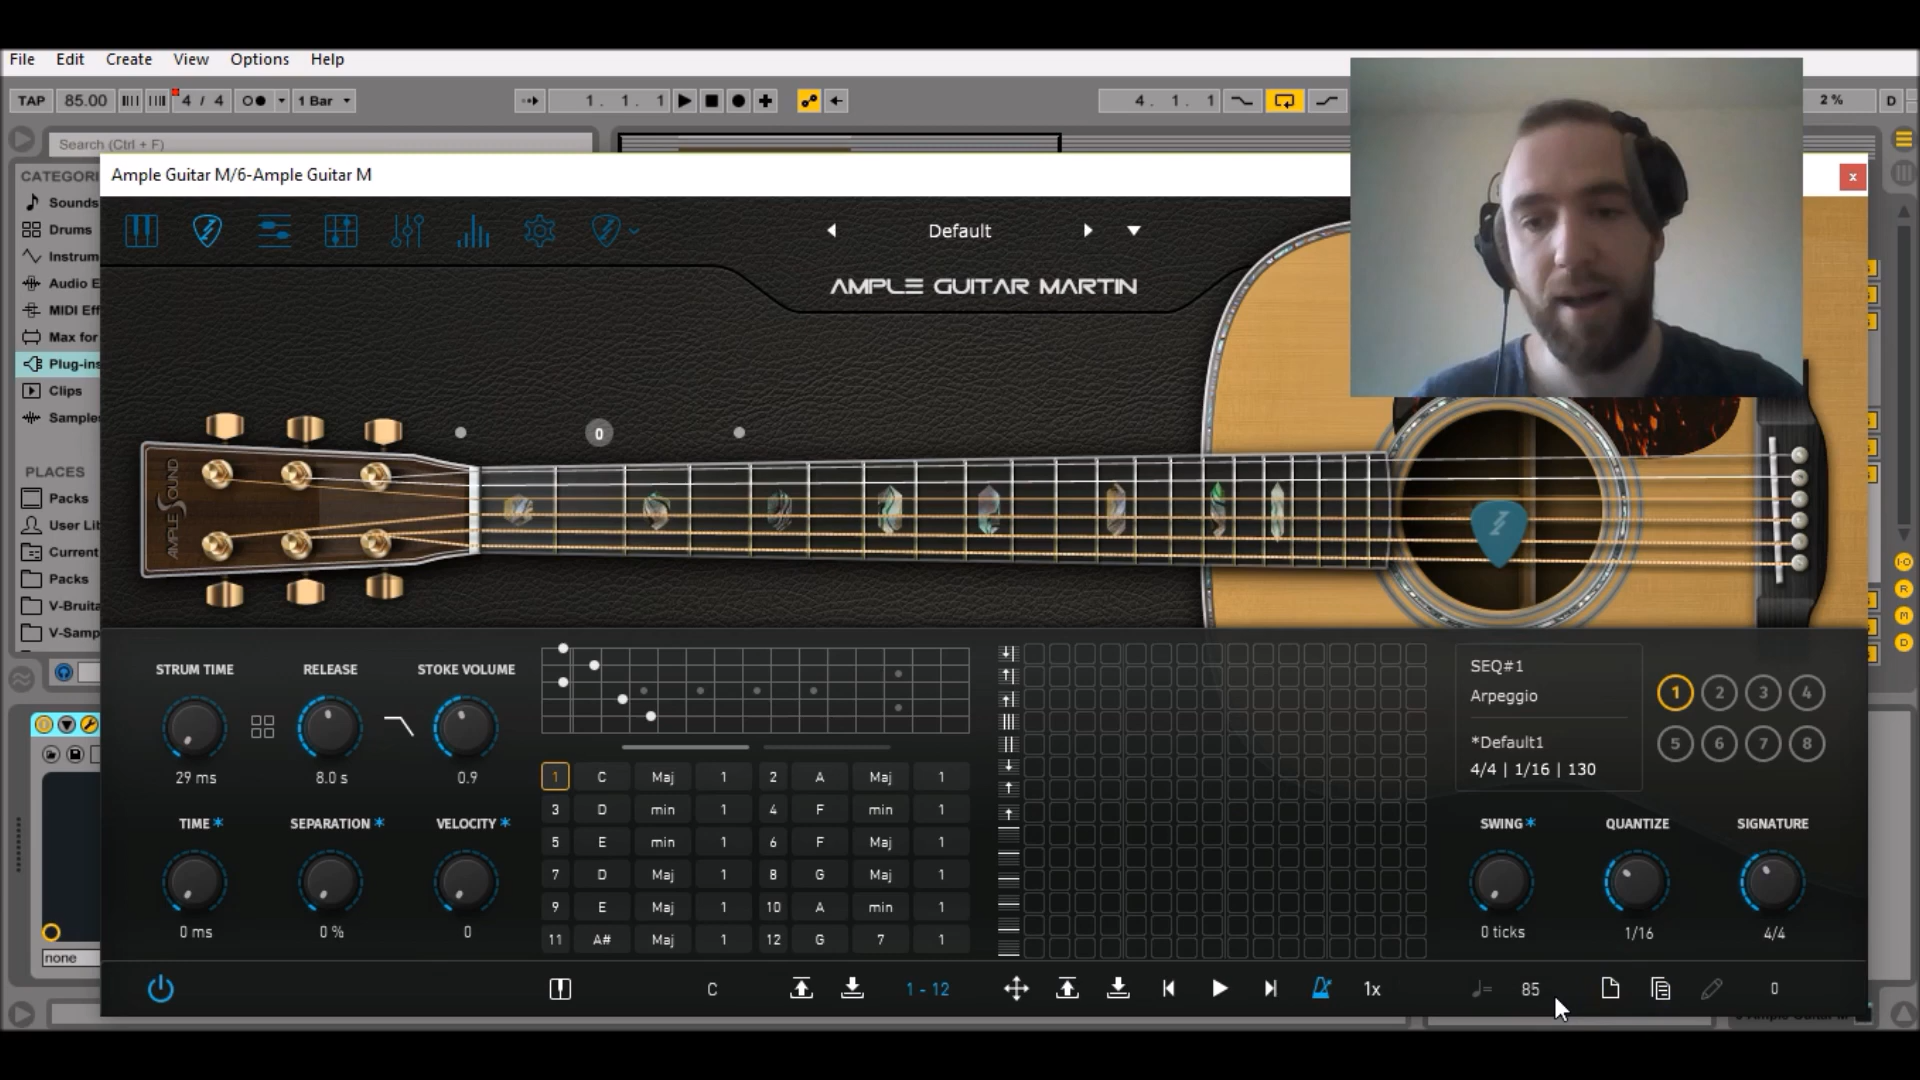 File Edit Create View Options Help
TAP 85.00 4 / 4 1 Bar 1. 1. 1 4. 1. 1 2 % D
Search (Ctrl + F)
CATEGORI
Ample Guitar M/6-Ample Guitar M x
Sounds
Drums
Instrum
Audio E
MIDI Eff
Max for
Plug-ins
Clips
Samples
PLACES
Packs
User Lib
Current
Packs
V-Bruita
V-Samp
none
Default
AMPLE GUITAR MARTIN
0
AMPLE SOUND
STRUM TIME RELEASE STOKE VOLUME
29 ms 8.0 s 0.9
TIME* SEPARATION* VELOCITY*
0 ms 0 % 0
1 C Maj 1 2 A Maj 1
3 D min 1 4 F min 1
5 E min 1 6 F Maj 1
7 D Maj 1 8 G Maj 1
9 E Maj 1 10 A min 1
11 A# Maj 1 12 G 7 1
SEQ#1
Arpeggio
*Default1
4/4 | 1/16 | 130
1 2 3 4
5 6 7 8
SWING* QUANTIZE SIGNATURE
0 ticks 1/16 4/4
C 1 - 12 1x 85 0
I·O
R
M
D